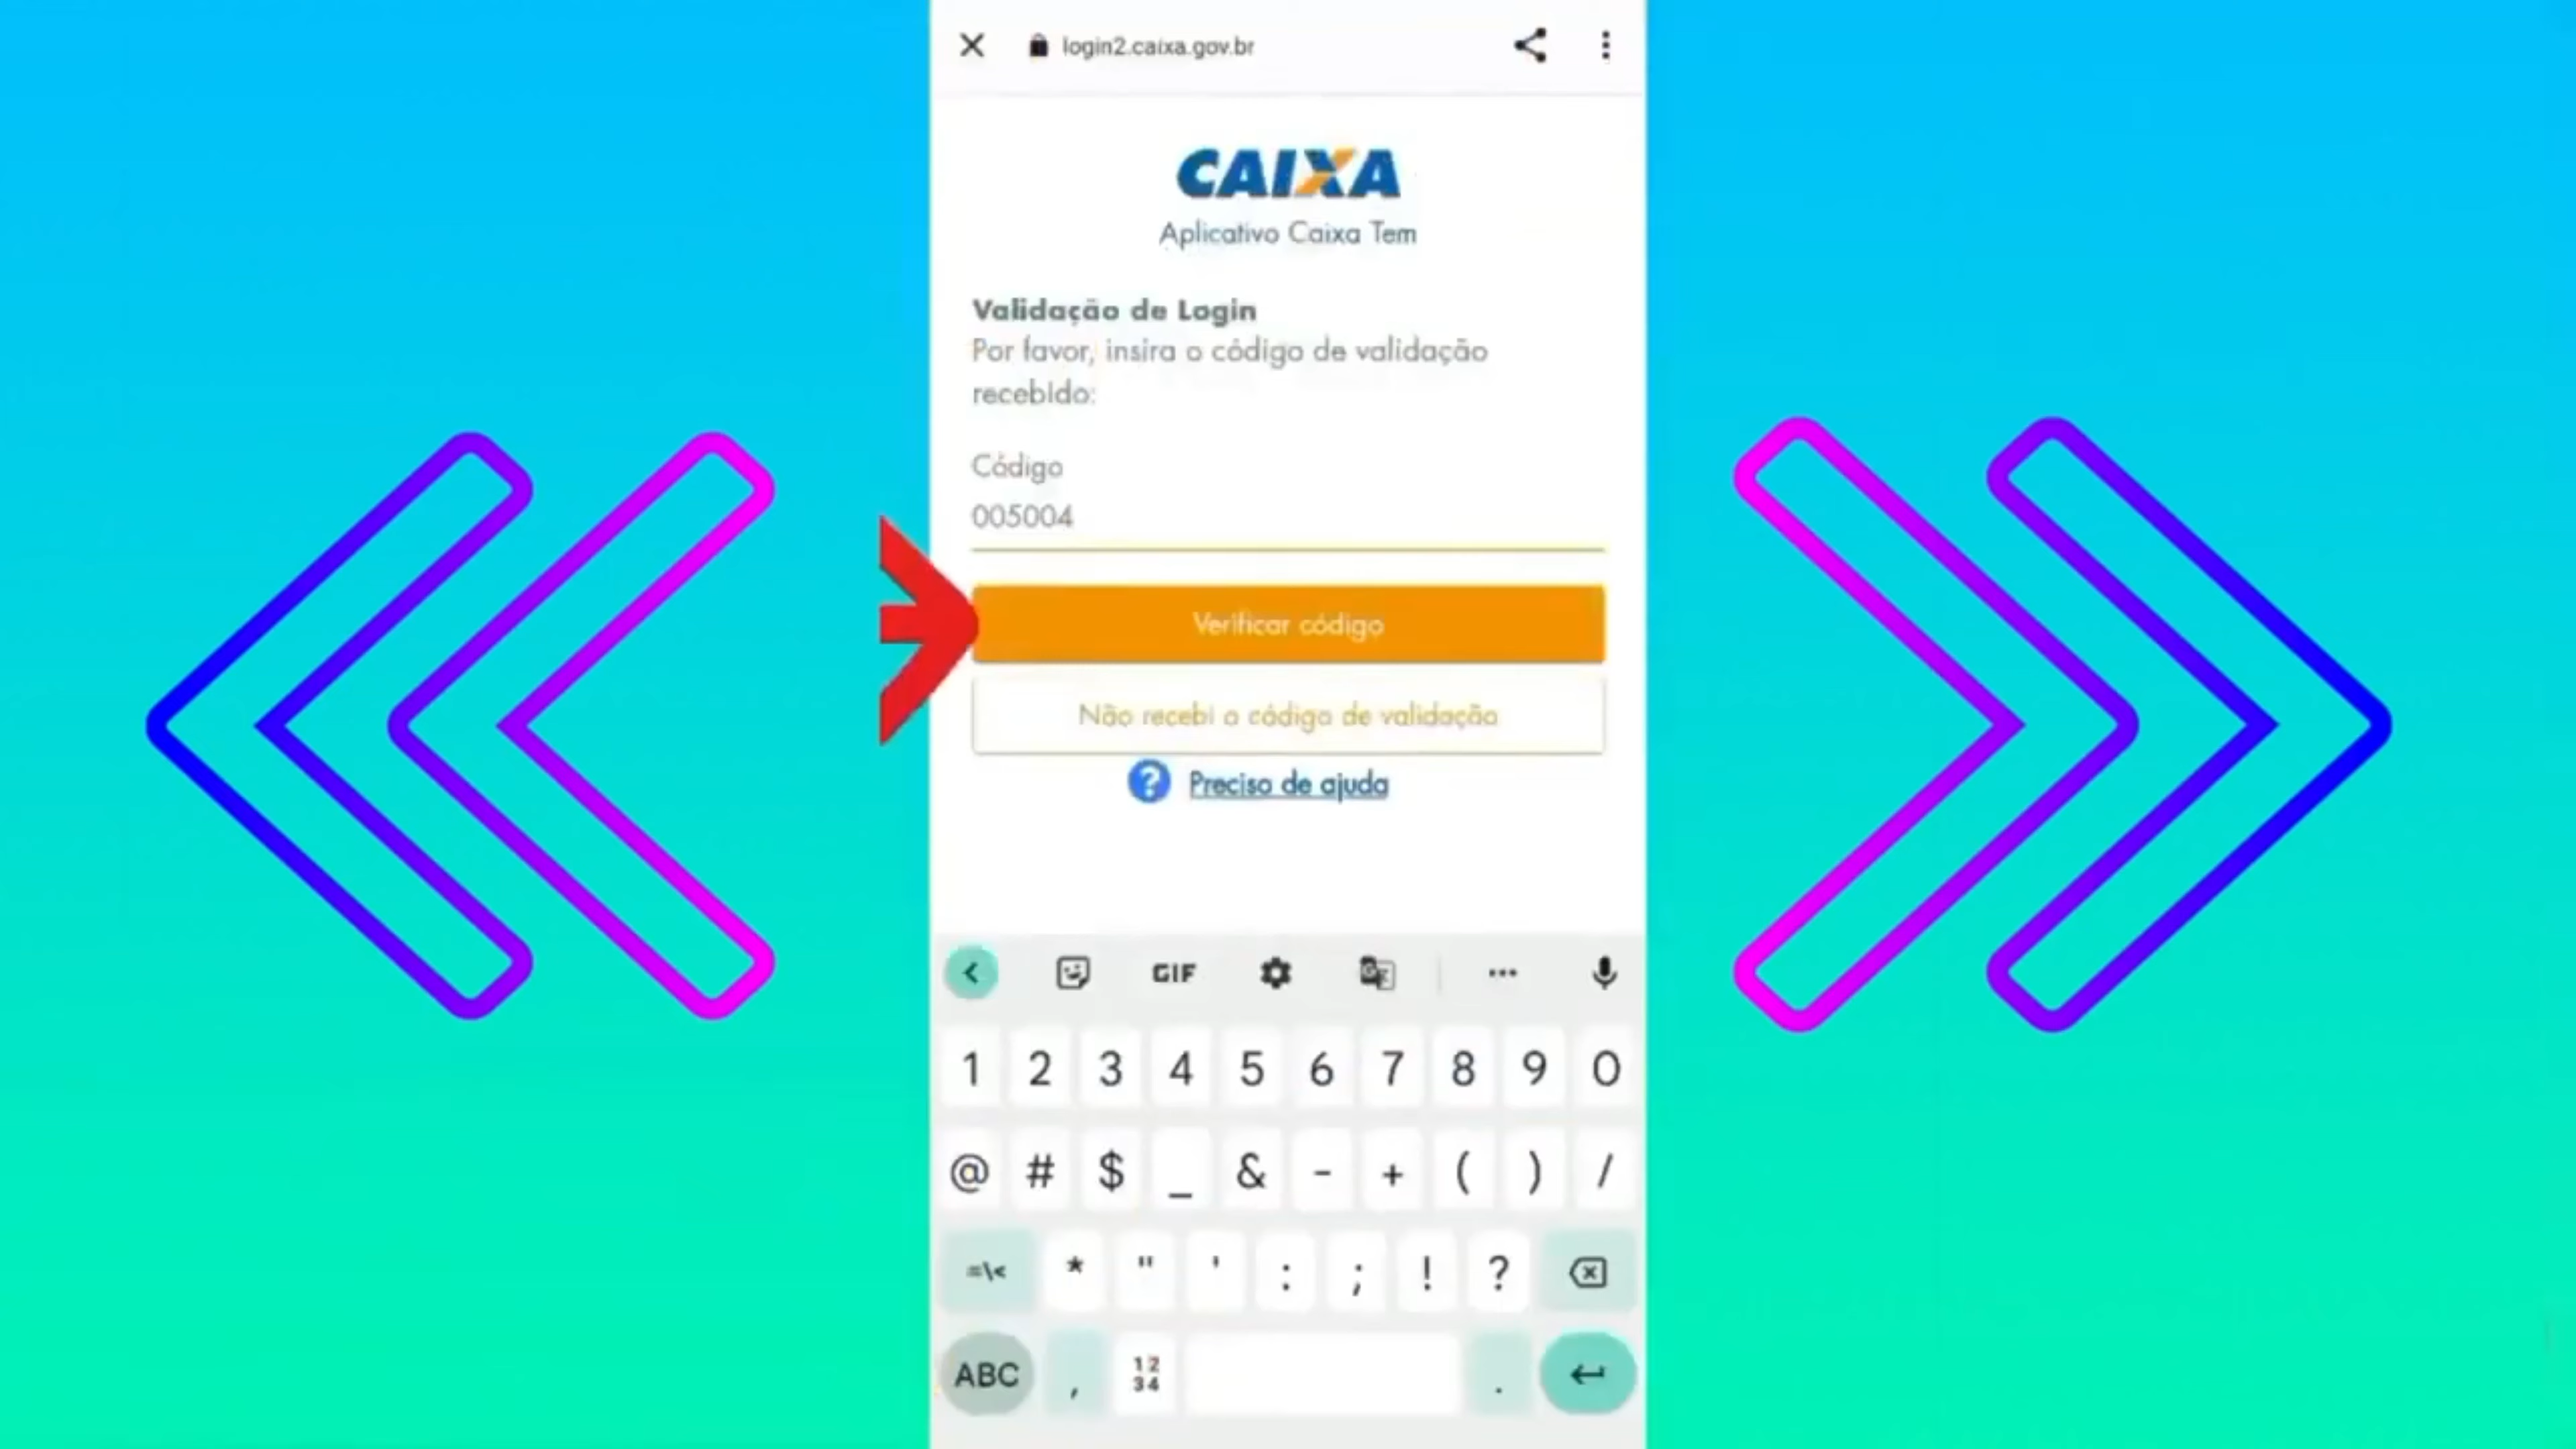 login2.caixa.gov.br
CAIXA
Aplicativo Caixa Tem
Validação de Login
Por favor, insira o código de validação
recebido:
Código
005004
Verificar código
Não recebi o código de validação
? Preciso de ajuda
GIF
1 2 3 4 5 6 7 8 9 0
@ # $ _ & - + ( ) /
=\< * " ' : ; ! ?
ABC , 12 34 .